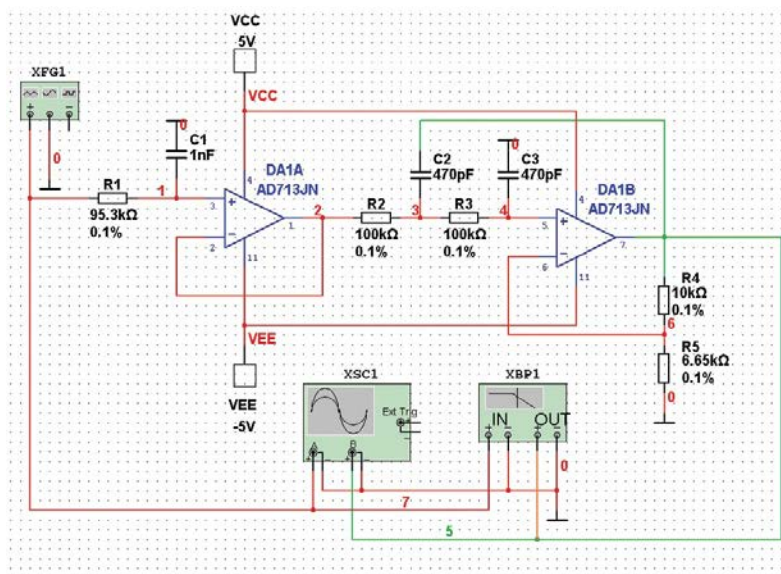 VCC
5V
XFG1
VCC
0
C1
1nF
0
C2
470pF
0
C3
470pF
0
DA1A
AD713JN
DA1B
AD713JN
R1
95.3kΩ
0.1%
1
3
2
4
11
1
2
R2
100kΩ
0.1%
3
R3
100kΩ
0.1%
4
5
6
4
11
7
R4
10kΩ
0.1%
6
R5
6.65kΩ
0.1%
0
VEE
VEE
-5V
XSC1
Ext Trig
A
B
XBP1
IN
OUT
0
7
5